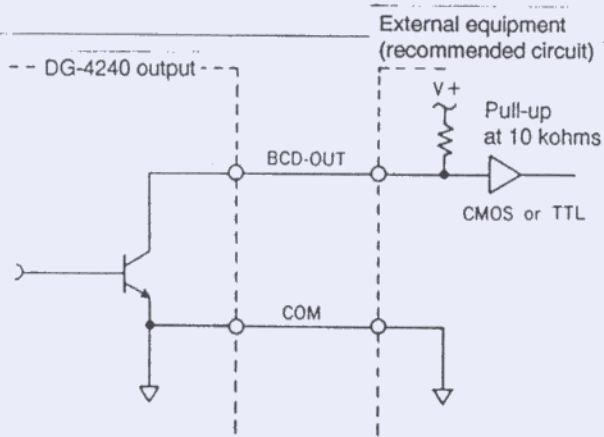 External equipment
(recommended circuit)
DG-4240 output
V+
Pull-up
at 10 kohms
BCD-OUT
CMOS or TTL
COM